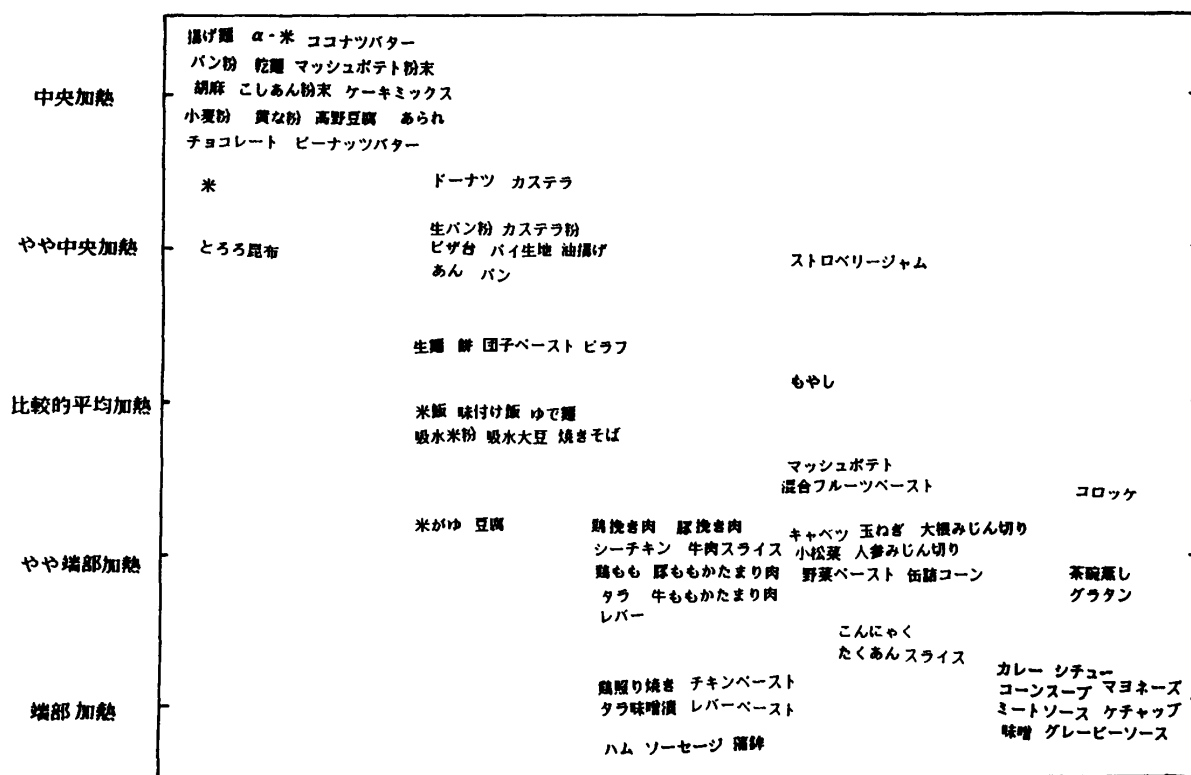 揚げ麺 α-米 ココナツバター
パン粉 乾麺 マッシュポテト粉末
中央加熱
胡麻 こしあん粉末 ケーキミックス
小麦粉 黄な粉 高野豆腐 あられ
チョコレート ピーナッツバター
米 ドーナツ カステラ
生パン粉 カステラ粉
やや中央加熱 とろろ昆布 ピザ台 パイ生地 油揚げ
ストロベリージャム
あん パン
生麺 餅 団子ペースト ピラフ
もやし
比較的平均加熱
米飯 味付け飯 ゆで麺
吸水米粉 吸水大豆 焼きそば
マッシュポテト
混合フルーツペースト コロッケ
米がゆ 豆腐 鶏挽き肉 豚挽き肉 キャベツ 玉ねぎ 大根みじん切り
シーチキン 牛肉スライス 小松菜 人参みじん切り
やや端部加熱
鶏もも 豚ももかたまり肉 野菜ペースト 缶詰コーン 茶碗蒸し
タラ 牛ももかたまり肉 グラタン
レバー
こんにゃく
たくあんスライス
カレー シチュー
鶏照り焼き チキンペースト コーンスープ マヨネーズ
端部加熱 タラ味噌漬 レバーペースト ミートソース ケチャップ
味噌 グレービーソース
ハム ソーセージ 蒲鉾